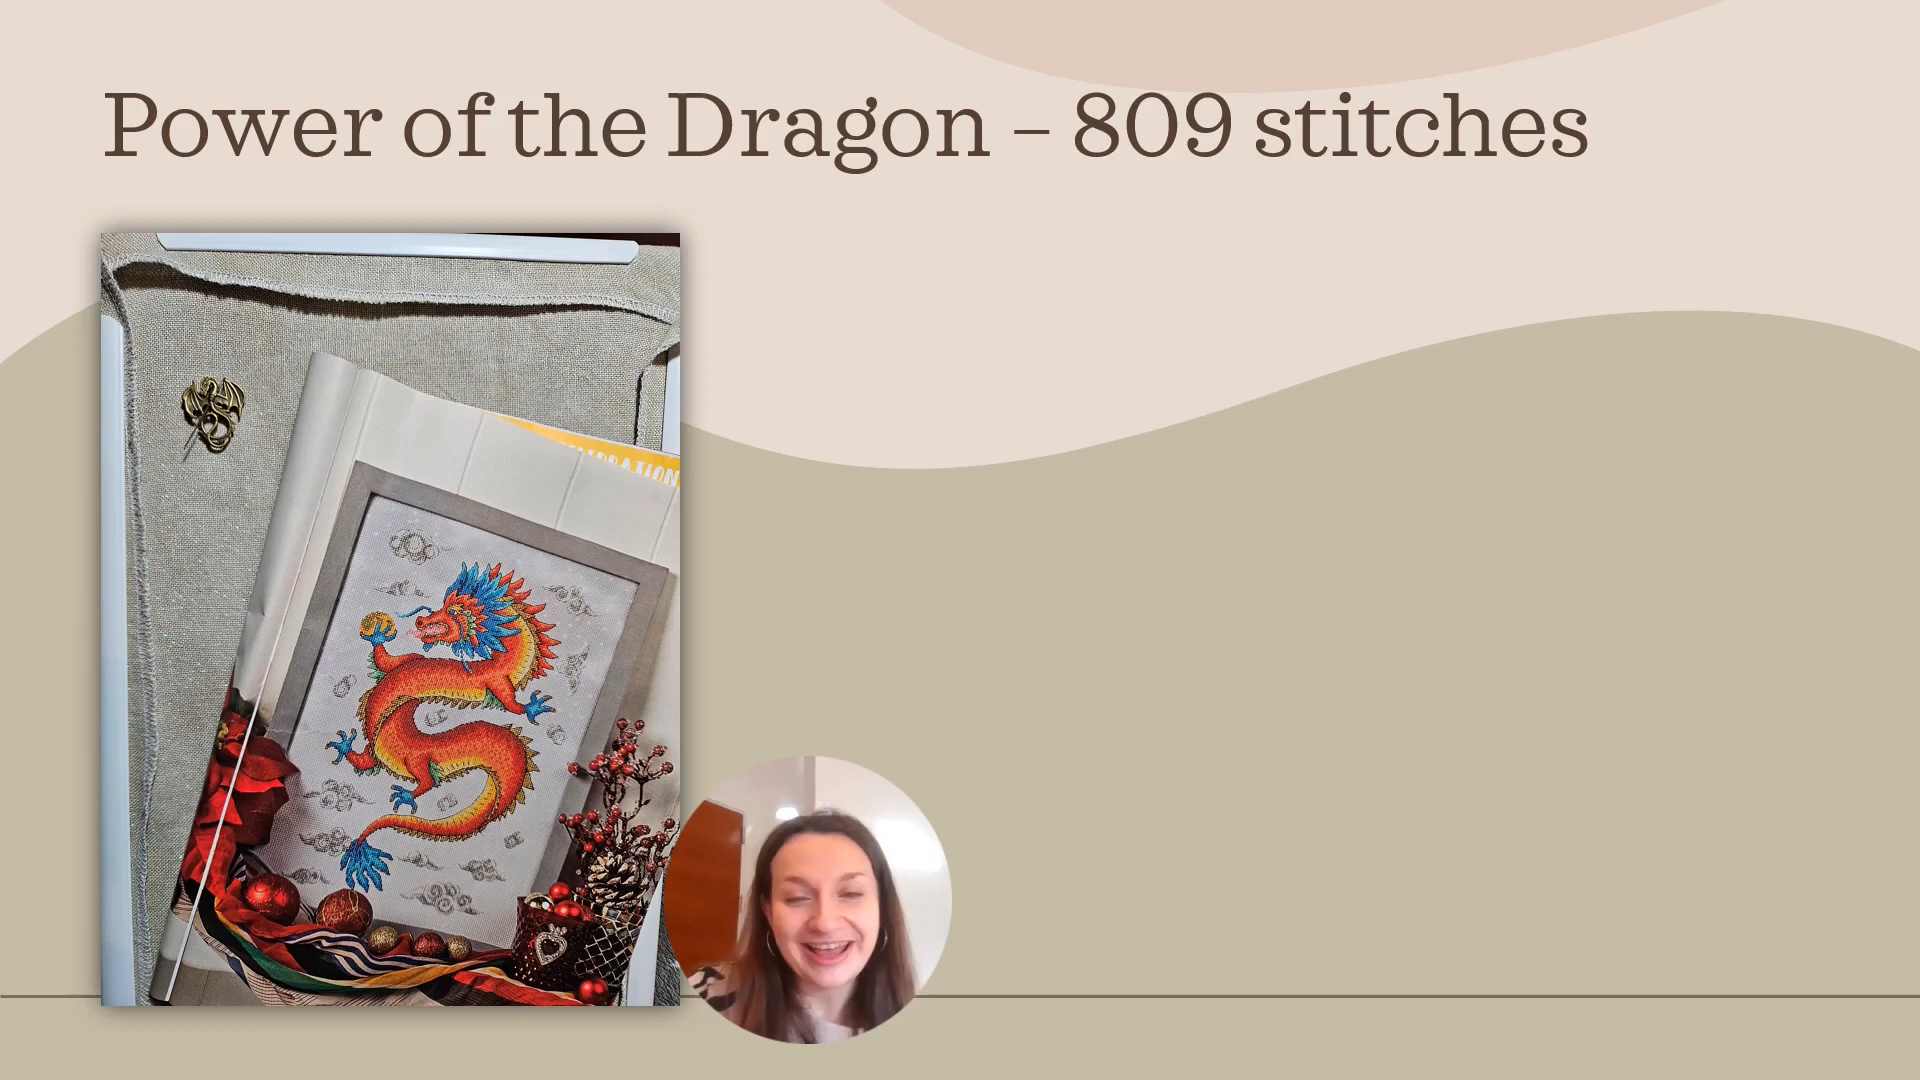 Power of the Dragon – 809 stitches